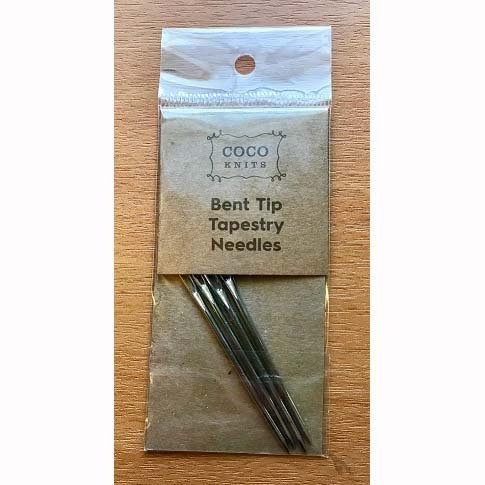 COCO
KNITS
Bent Tip
Tapestry
Needles